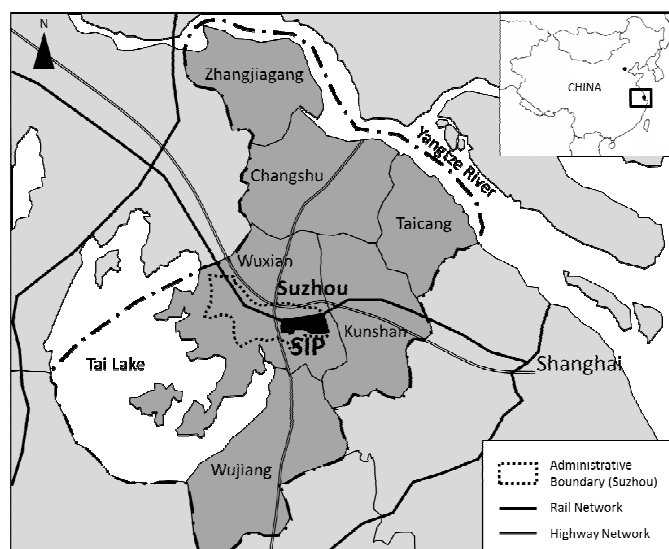 N
Zhangjiagang
CHINA
Yangtze River
Changshu
Taicang
Wuxian
Suzhou
Kunshan
SIP
Tai Lake
Shanghai
Wujiang
Administrative
Boundary (Suzhou)
Rail Network
Highway Network